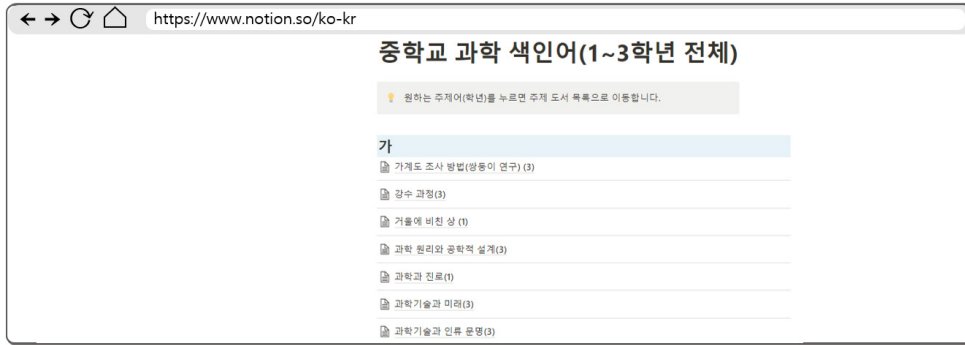 https://www.notion.so/ko-kr
중학교 과학 색인어(1~3학년 전체)
원하는 주제어(학년)를 누르면 주제 도서 목록으로 이동합니다.
가
가계도 조사 방법(쌍둥이 연구) (3)
강수 과정(3)
거울에 비친 상 (1)
과학 원리와 공학적 설계(3)
과학과 진로(1)
과학기술과 미래(3)
과학기술과 인류 문명(3)